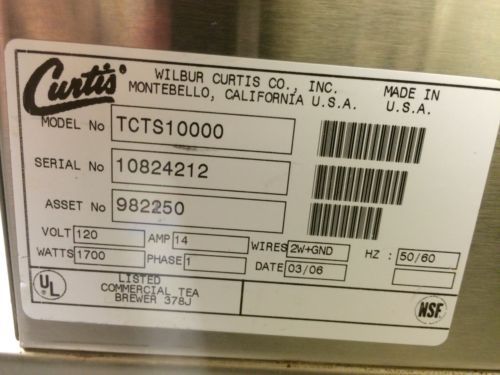 Curtis®
WILBUR CURTIS CO., INC.
MONTEBELLO, CALIFORNIA U.S.A.
MADE IN
U.S.A.
MODEL No TCTS10000
SERIAL No 10824212
ASSET No 982250
VOLT 120 AMP 14 WIRES 2W+GND HZ : 50/60
WATTS 1700 PHASE 1 DATE 03/06
UL
LISTED
COMMERCIAL TEA
BREWER 378J
NSF